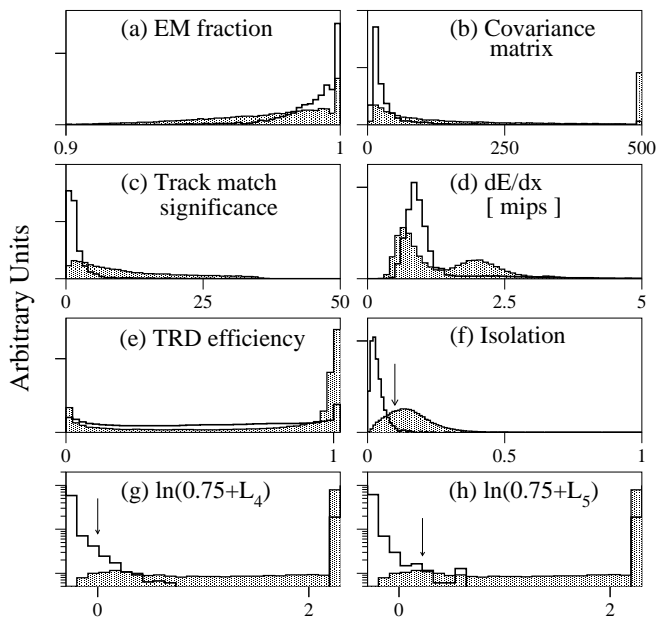 Arbitrary Units
(a) EM fraction
0.9 1
(b) Covariance
matrix
0 250 500
(c) Track match
significance
0 25 50
(d) dE/dx
[ mips ]
0 2.5 5
(e) TRD efficiency
0 1
(f) Isolation
0 0.5 1
(g) ln(0.75+L₄)
0 2
(h) ln(0.75+L₅)
0 2